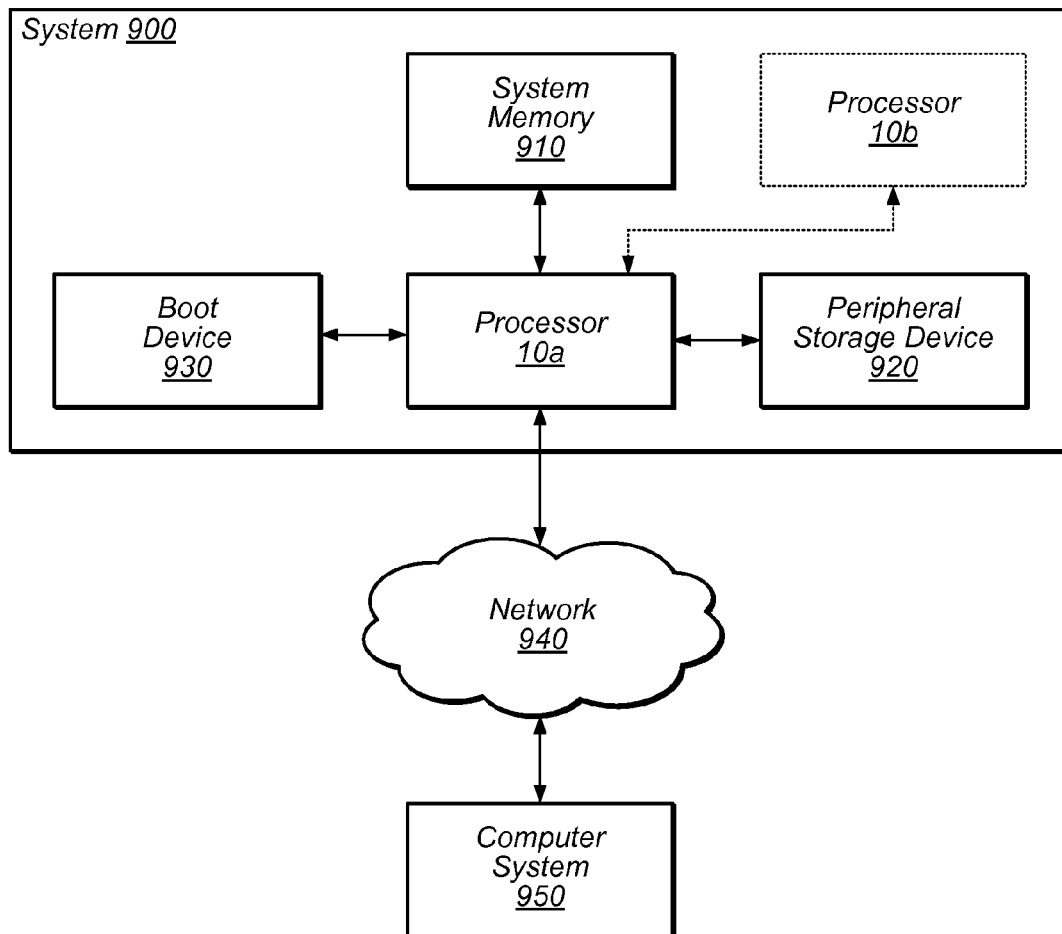 System 900
System
Memory
910
Processor
10b
Boot
Device
930
Processor
10a
Peripheral
Storage Device
920
Network
940
Computer
System
950